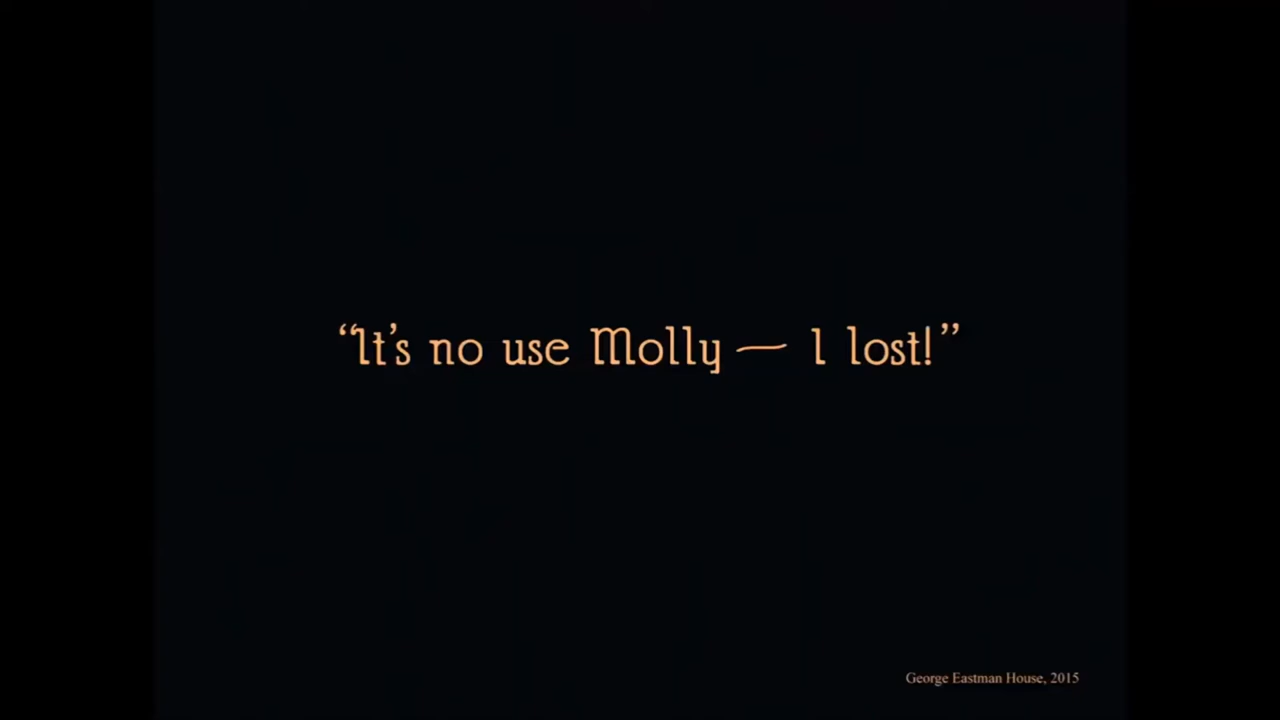 “It’s no use Molly — I lost!”
George Eastman House, 2015